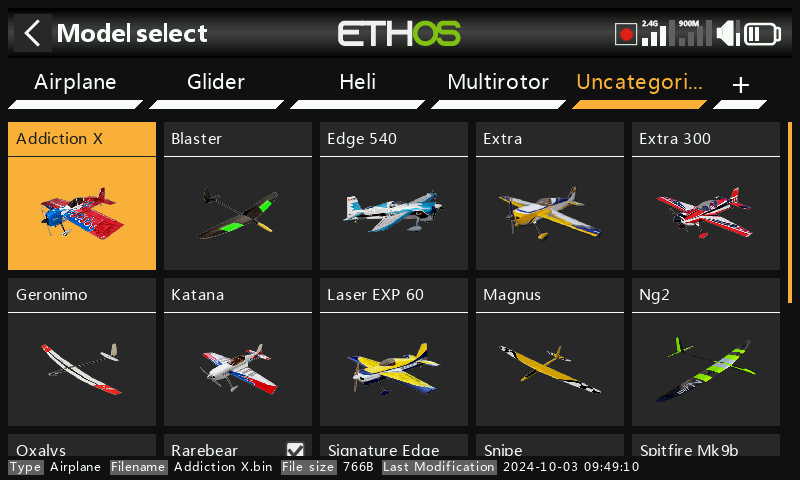 Model select
ETHOS
2.4G
900M
Airplane
Glider
Heli
Multirotor
Uncategori...
+
Addiction X
Blaster
Edge 540
Extra
Extra 300
Geronimo
Katana
Laser EXP 60
Magnus
Ng2
Oxalys
Rarebear
Signature Edge
Snipe
Spitfire Mk9b
Type Airplane Filename Addiction X.bin File size 766B Last Modification 2024-10-03 09:49:10